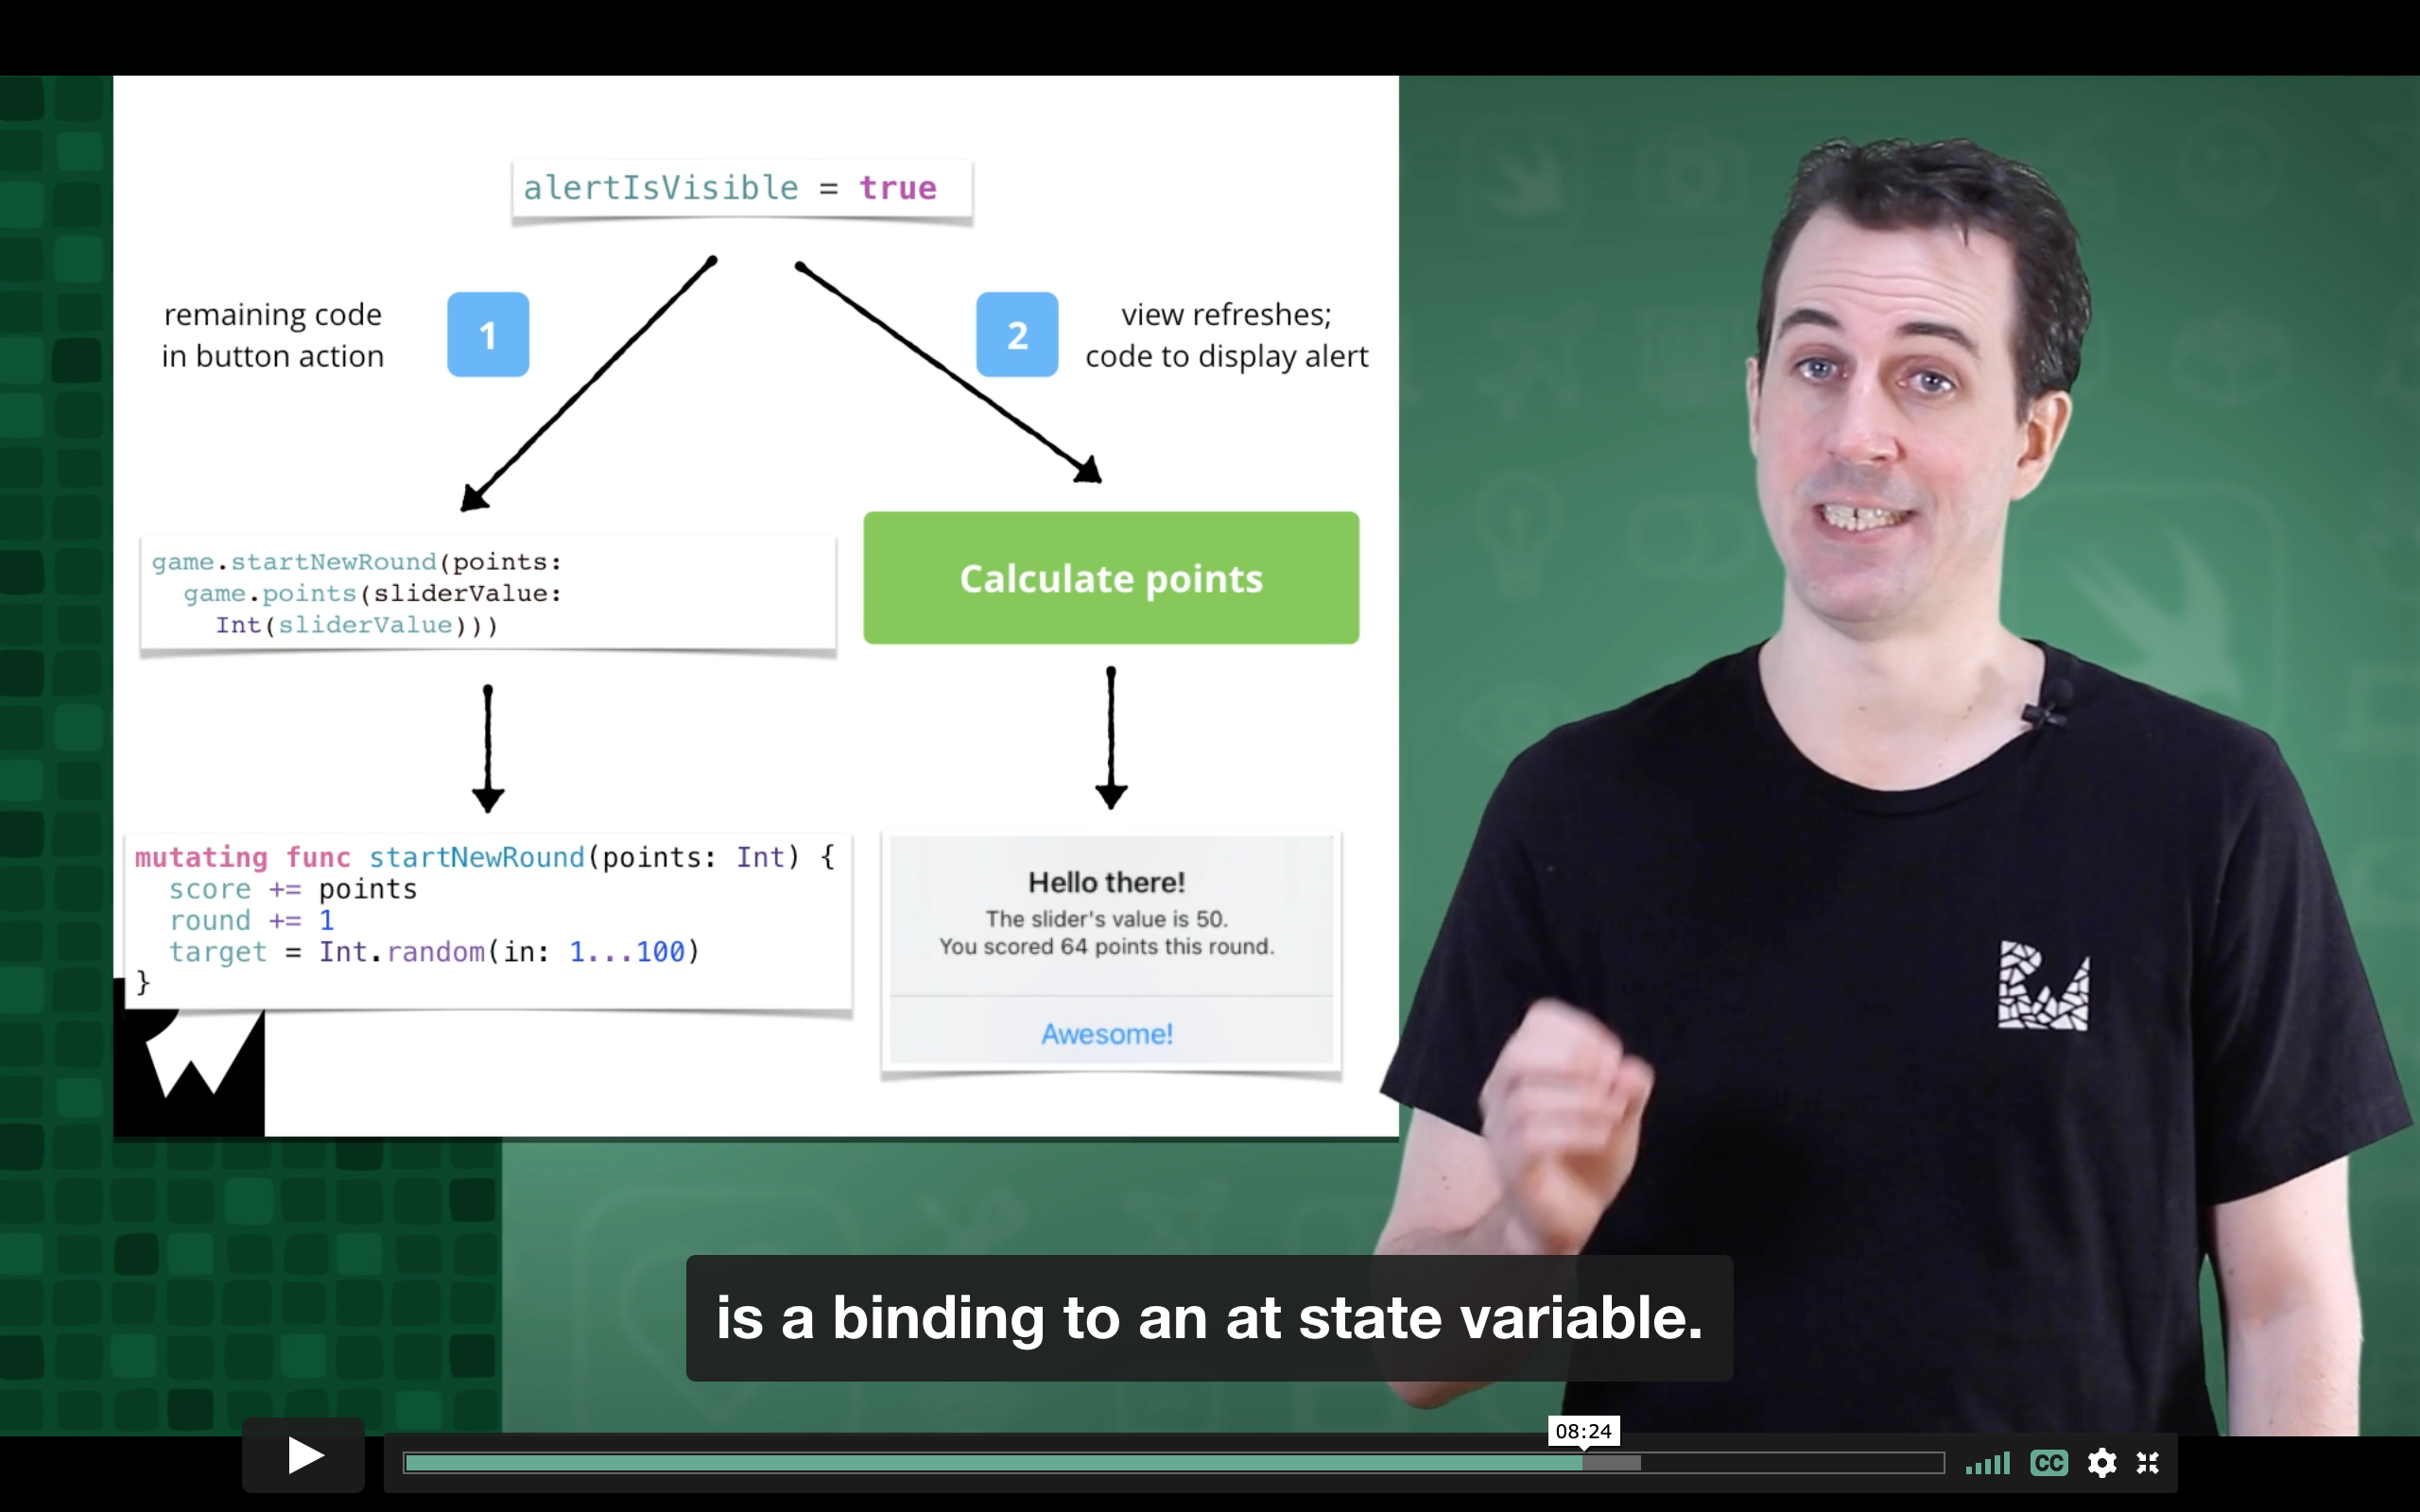 alertIsVisible = true
remaining code
in button action
1
2
view refreshes;
code to display alert
game.startNewRound(points:
game.points(sliderValue:
Int(sliderValue)))
Calculate points
mutating func startNewRound(points: Int) {
score += points
round += 1
target = Int.random(in: 1...100)
}
Hello there!
The slider's value is 50.
You scored 64 points this round.
Awesome!
RW
is a binding to an at state variable.
08:24
CC